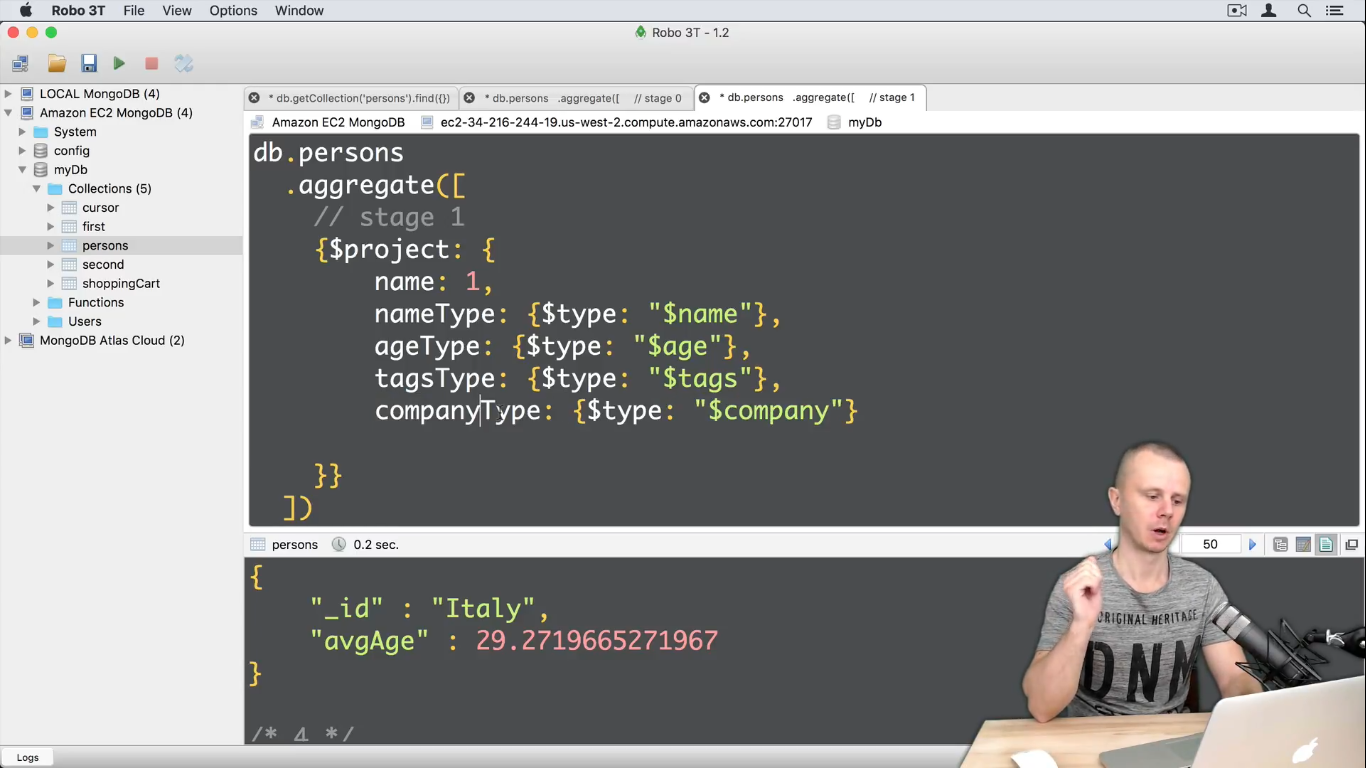 Robo 3T File View Options Window
Robo 3T - 1.2
LOCAL MongoDB (4)
Amazon EC2 MongoDB (4)
System
config
myDb
Collections (5)
cursor
first
persons
second
shoppingCart
Functions
Users
MongoDB Atlas Cloud (2)
* db.getCollection('persons').find({}) * db.persons .aggregate([ // stage 0 * db.persons .aggregate([ // stage 1
Amazon EC2 MongoDB ec2-34-216-244-19.us-west-2.compute.amazonaws.com:27017 myDb
db.persons
.aggregate([
// stage 1
{$project: {
name: 1,
nameType: {$type: "$name"},
ageType: {$type: "$age"},
tagsType: {$type: "$tags"},
companyType: {$type: "$company"}
}}
])
persons 0.2 sec. 50
{
"_id" : "Italy",
"avgAge" : 29.2719665271967
}
/* 4 */
ORIGINAL HERITAGE
DNM
Logs